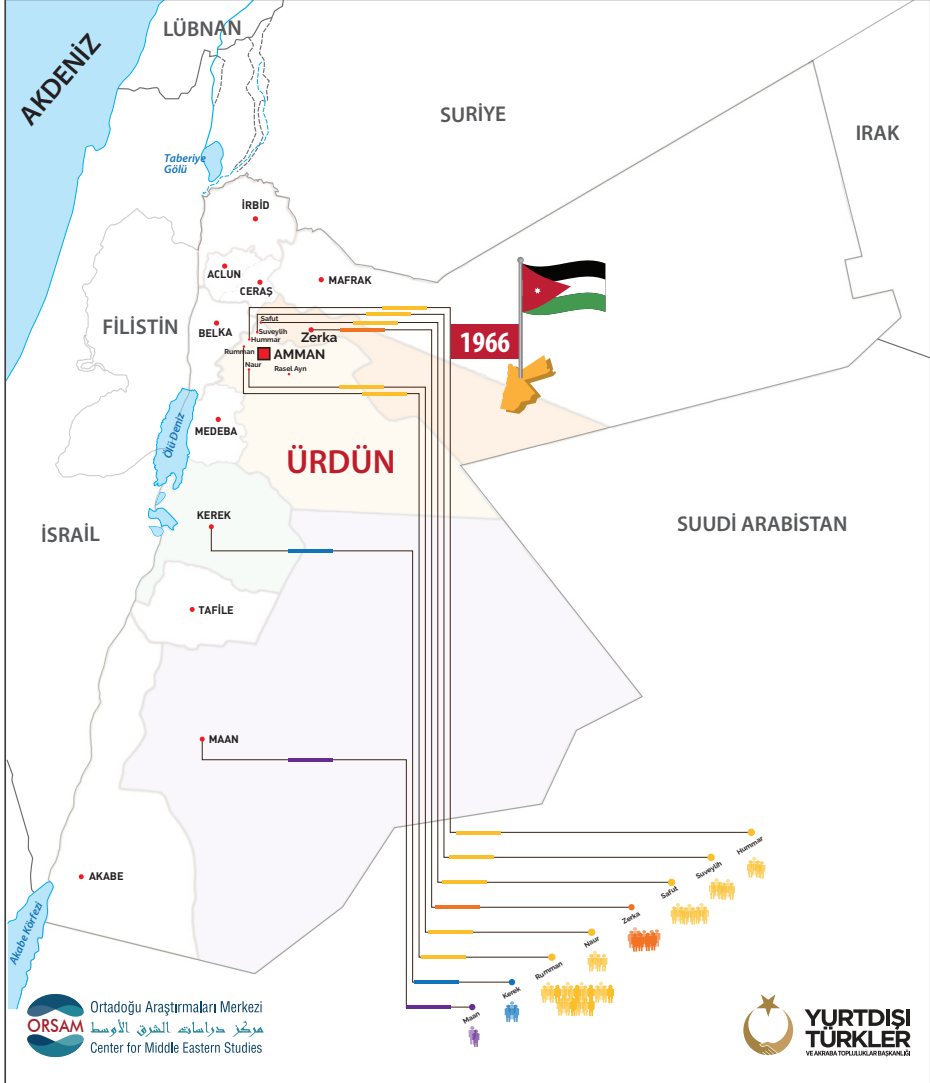 LÜBNAN
AKDENİZ
SURİYE
IRAK
Taberiye
Gölü
İRBİD
ACLUN
CERAŞ
MAFRAK
FİLİSTİN
BELKA
Safut
Suveylih
Hummar
Zerka
Rumman
AMMAN
Naur
Rasel Ayn
1966
MEDEBA
Ölü Deniz
ÜRDÜN
KEREK
İSRAİL
SUUDİ ARABİSTAN
TAFİLE
MAAN
AKABE
Akabe Körfezi
Hummar
Suveylih
Safut
Zerka
Naur
Rumman
Kerek
Maan
ORSAM
Ortadoğu Araştırmaları Merkezi
مركز دراسات الشرق الأوسط
Center for Middle Eastern Studies
YURTDIŞI
TÜRKLER
VE AKRABA TOPLULUKLAR BAŞKANLIĞI